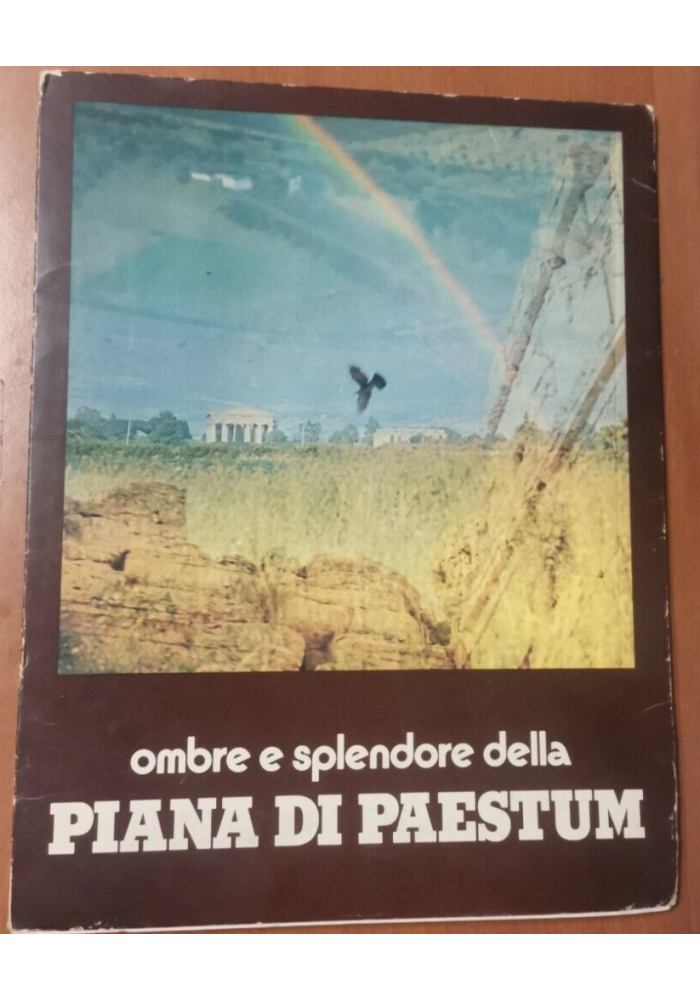 ombre e splendore della
PIANA DI PAESTUM